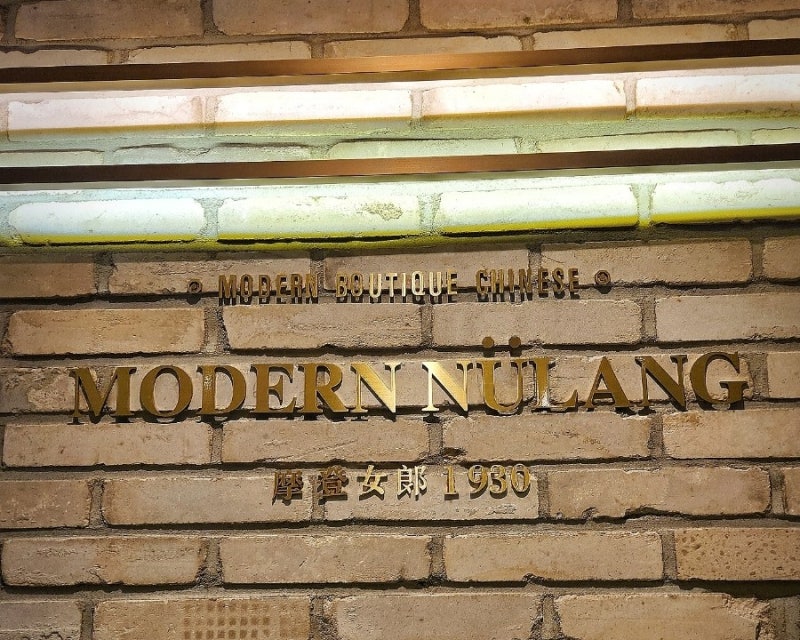 MODERN BOUTIQUE CHINESE
MODERN NÜLANG
摩登女郎 1930